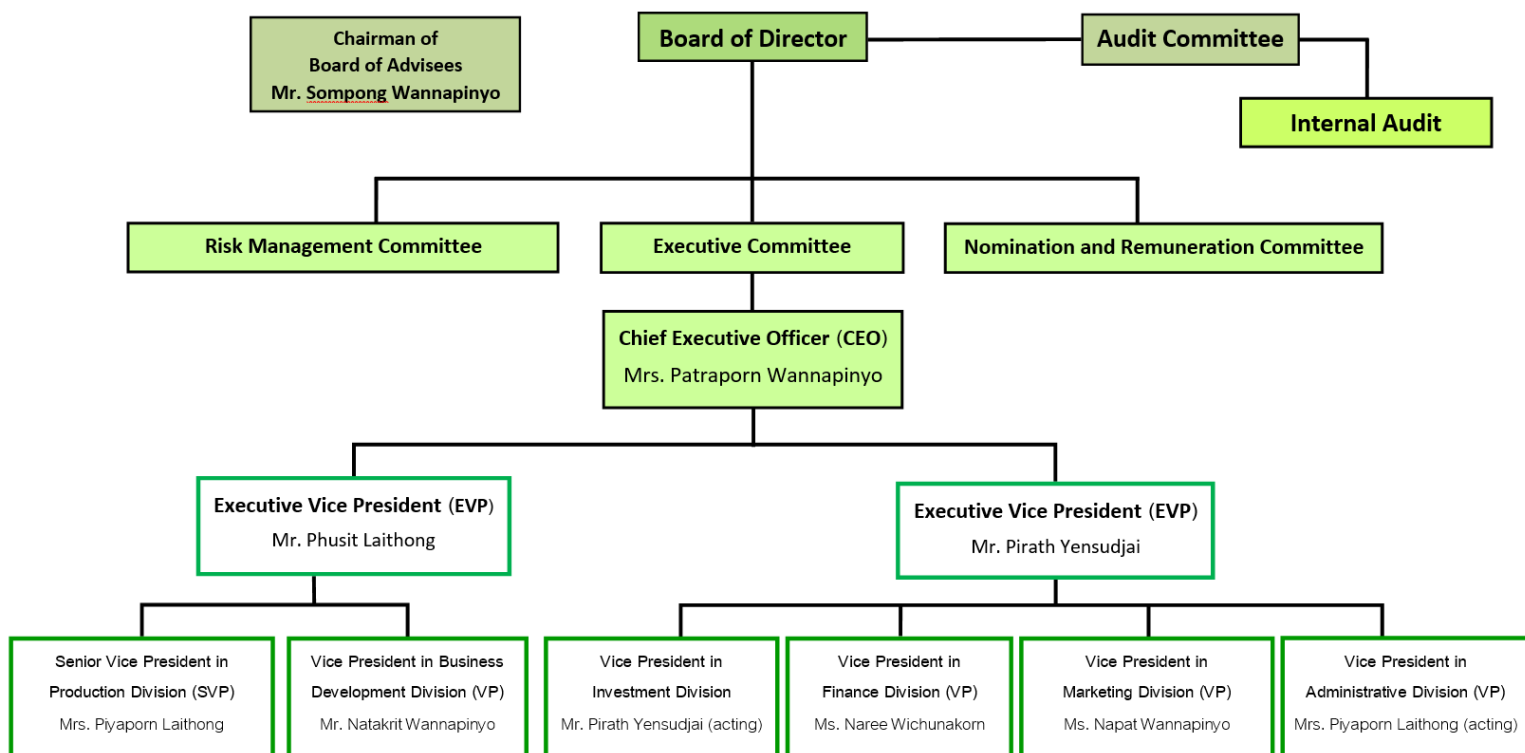 Chairman of
Board of Advisees
Mr. Sompong Wannapinyo
Board of Director
Audit Committee
Internal Audit
Risk Management Committee
Executive Committee
Nomination and Remuneration Committee
Chief Executive Officer (CEO)
Mrs. Patraporn Wannapinyo
Executive Vice President (EVP)
Mr. Phusit Laithong
Executive Vice President (EVP)
Mr. Pirath Yensudjai
Senior Vice President in
Production Division (SVP)
Mrs. Piyaporn Laithong
Vice President in Business
Development Division (VP)
Mr. Natakrit Wannapinyo
Vice President in
Investment Division
Mr. Pirath Yensudjai (acting)
Vice President in
Finance Division (VP)
Ms. Naree Wichunakorn
Vice President in
Marketing Division (VP)
Ms. Napat Wannapinyo
Vice President in
Administrative Division (VP)
Mrs. Piyaporn Laithong (acting)